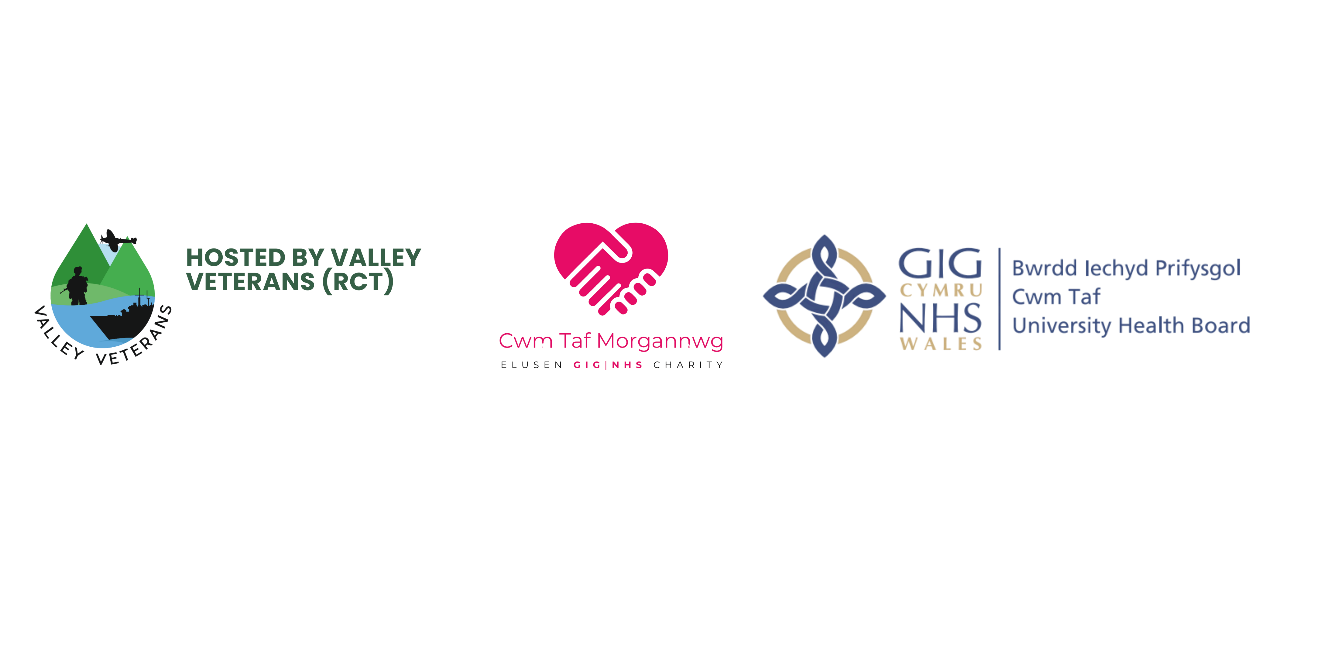 VALLEY VETERANS
HOSTED BY VALLEY
VETERANS (RCT)
Cwm Taf Morgannwg
ELUSEN GIG|NHS CHARITY
GIG
CYMRU
NHS
WALES
Bwrdd Iechyd Prifysgol
Cwm Taf
University Health Board